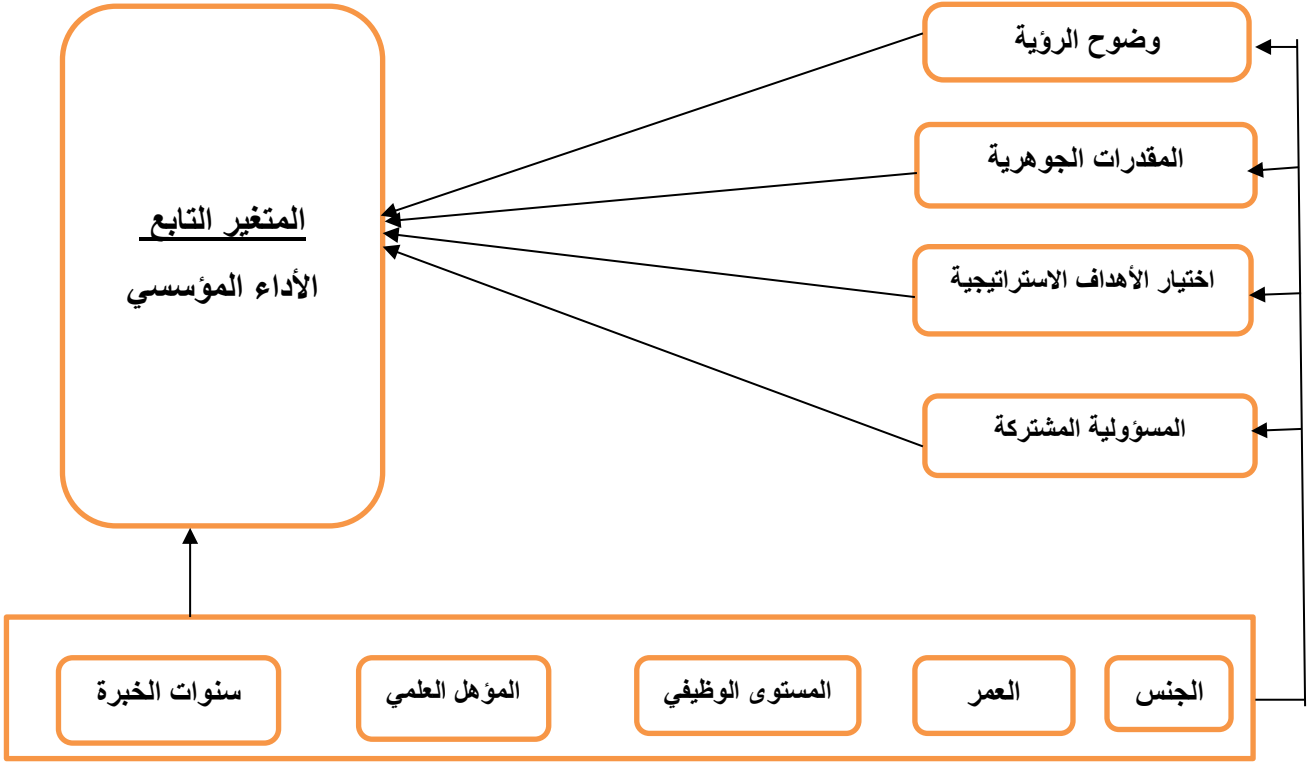 وضوح الرؤية
المقدرات الجوهرية
اختيار الأهداف الاستراتيجية
المسؤولية المشتركة
المتغير التابع
الأداء المؤسسي
الجنس
العمر
المستوى الوظيفي
المؤهل العلمي
سنوات الخبرة